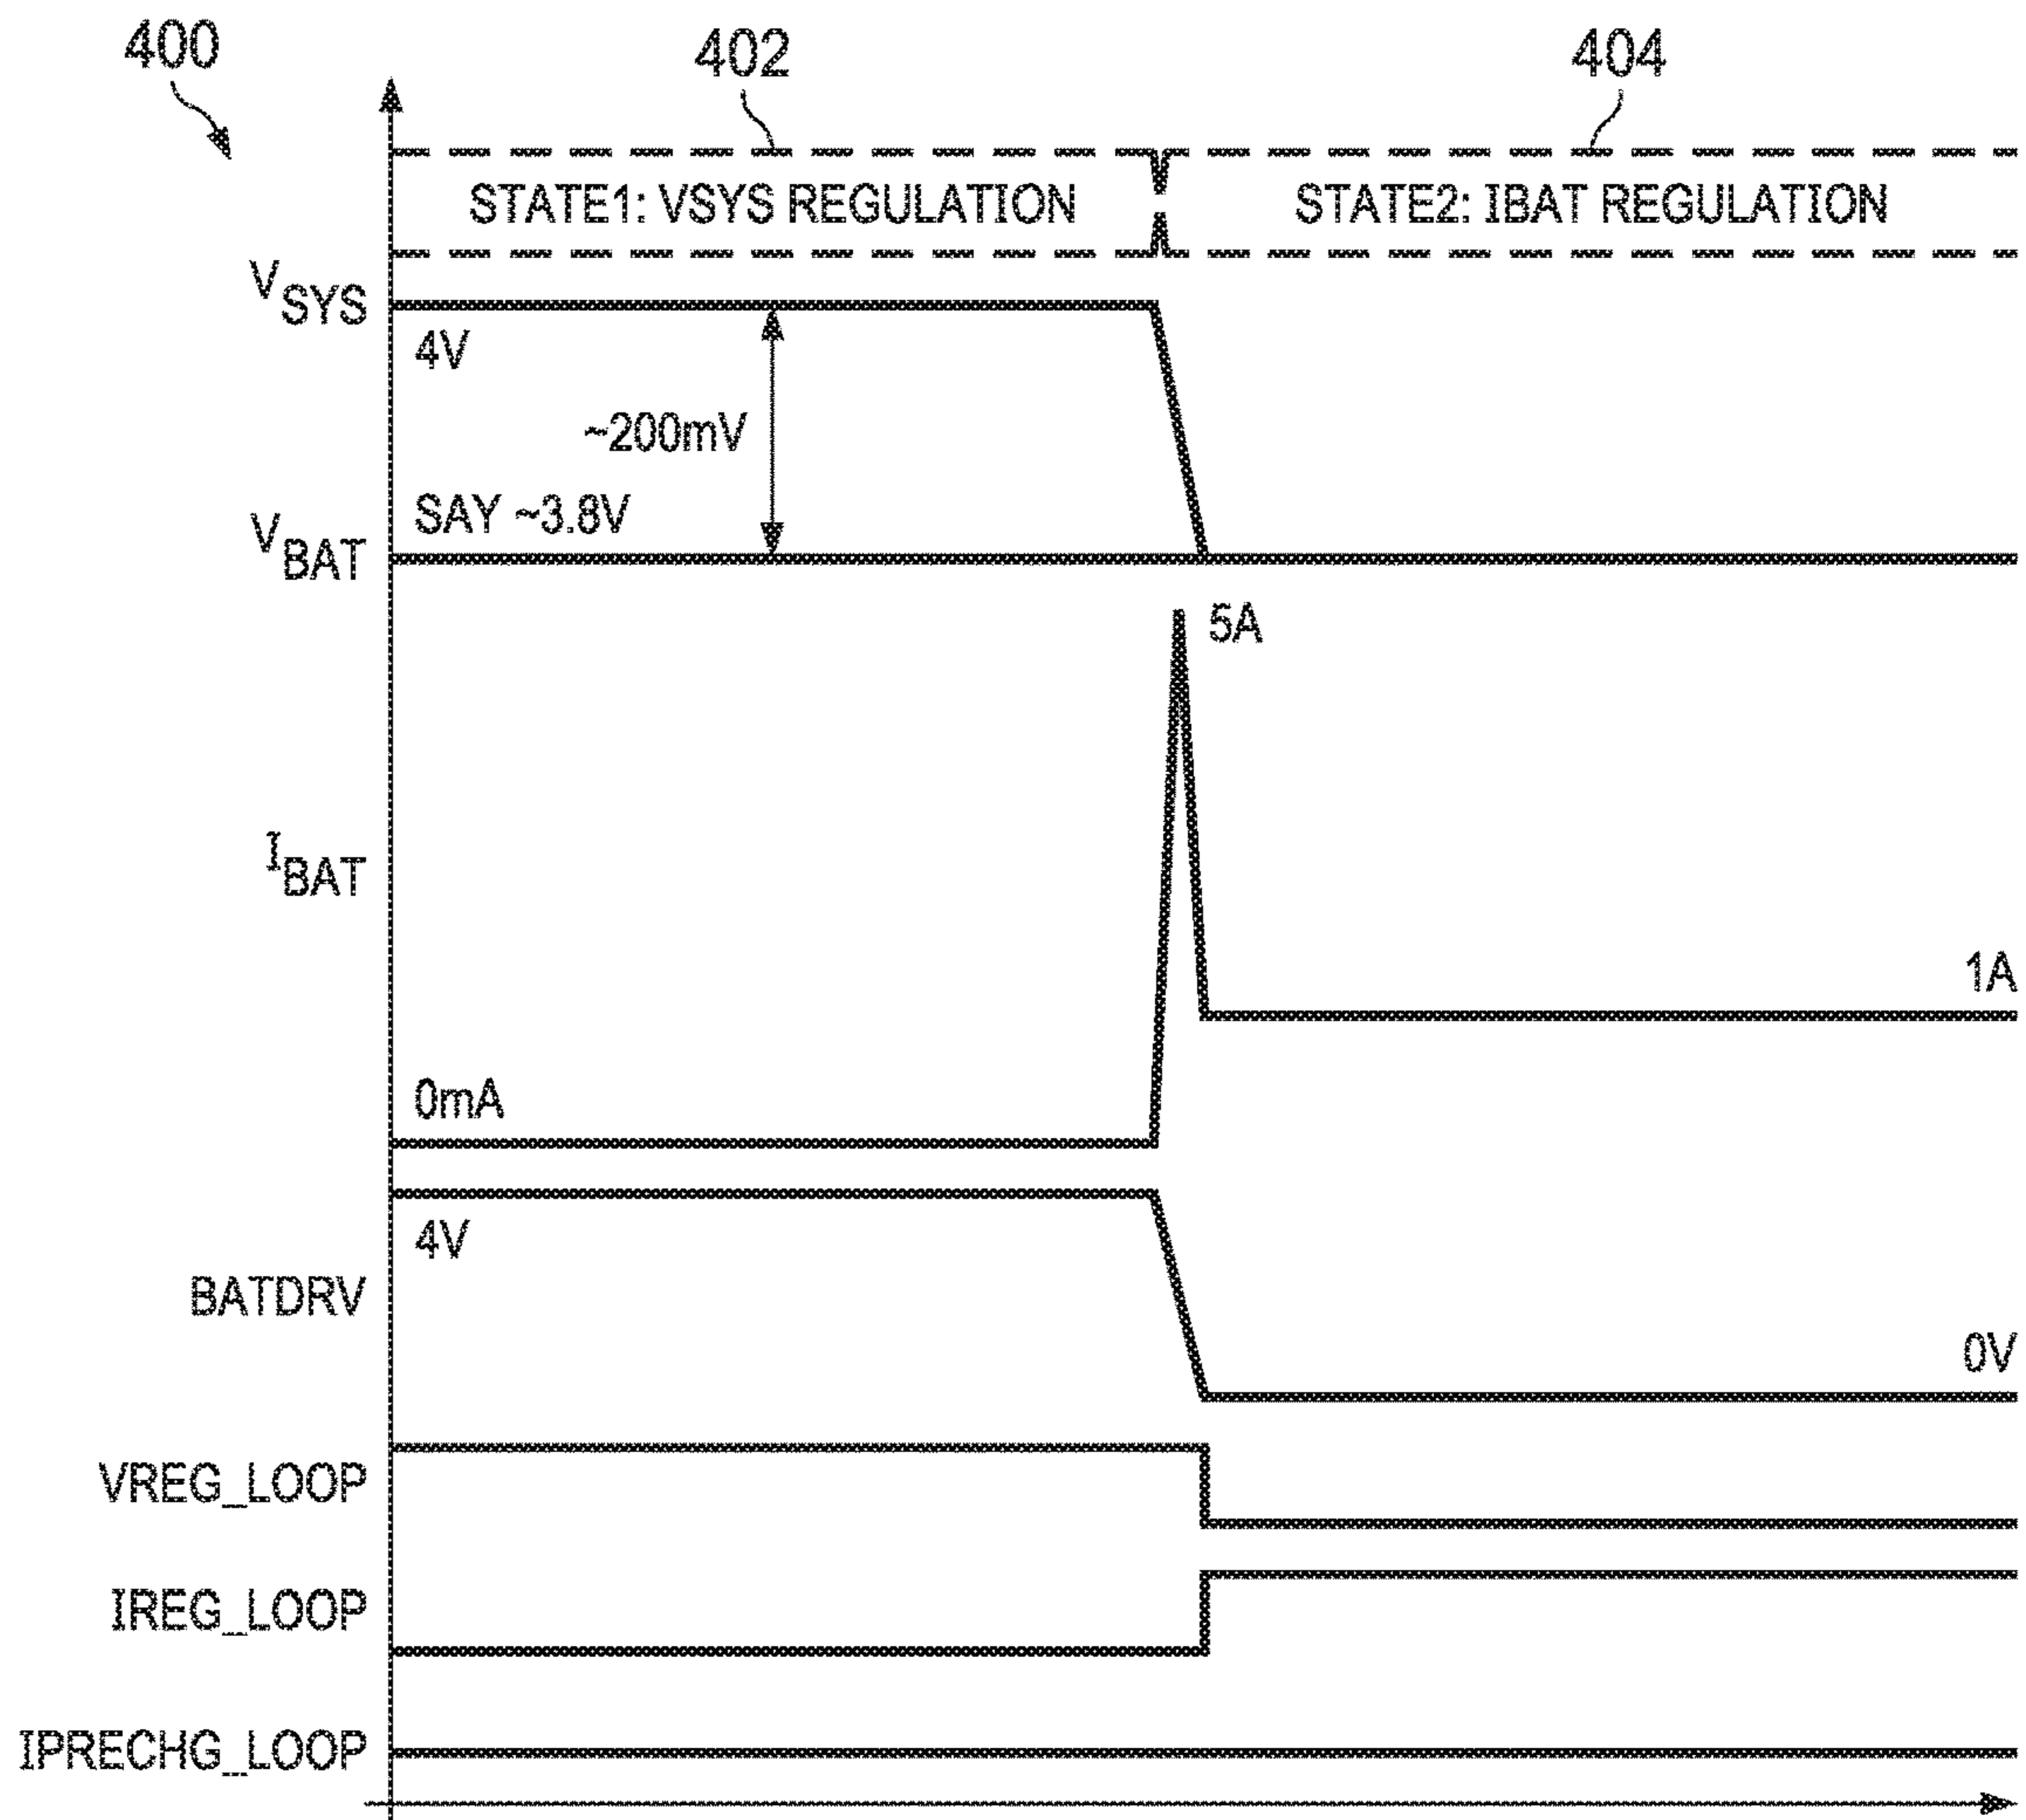 400
402
404
STATE1: VSYS REGULATION
STATE2: IBAT REGULATION
VSYS
4V
~200mV
SAY ~3.8V
VBAT
5A
IBAT
1A
0mA
4V
BATDRV
0V
VREG_LOOP
IREG_LOOP
IPRECHG_LOOP